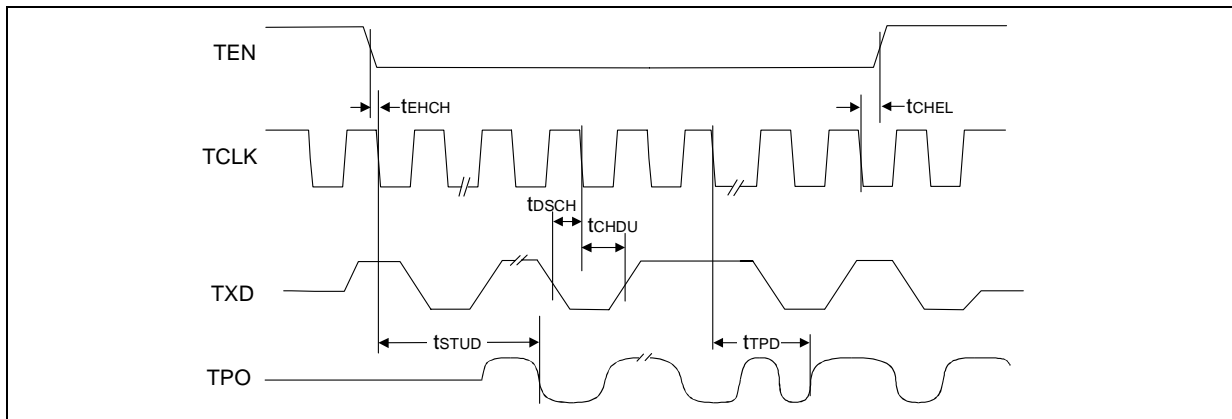 TEN
tEHCH
tCHEL
TCLK
tDSCH
tCHDU
TXD
tSTUD
tTPD
TPO